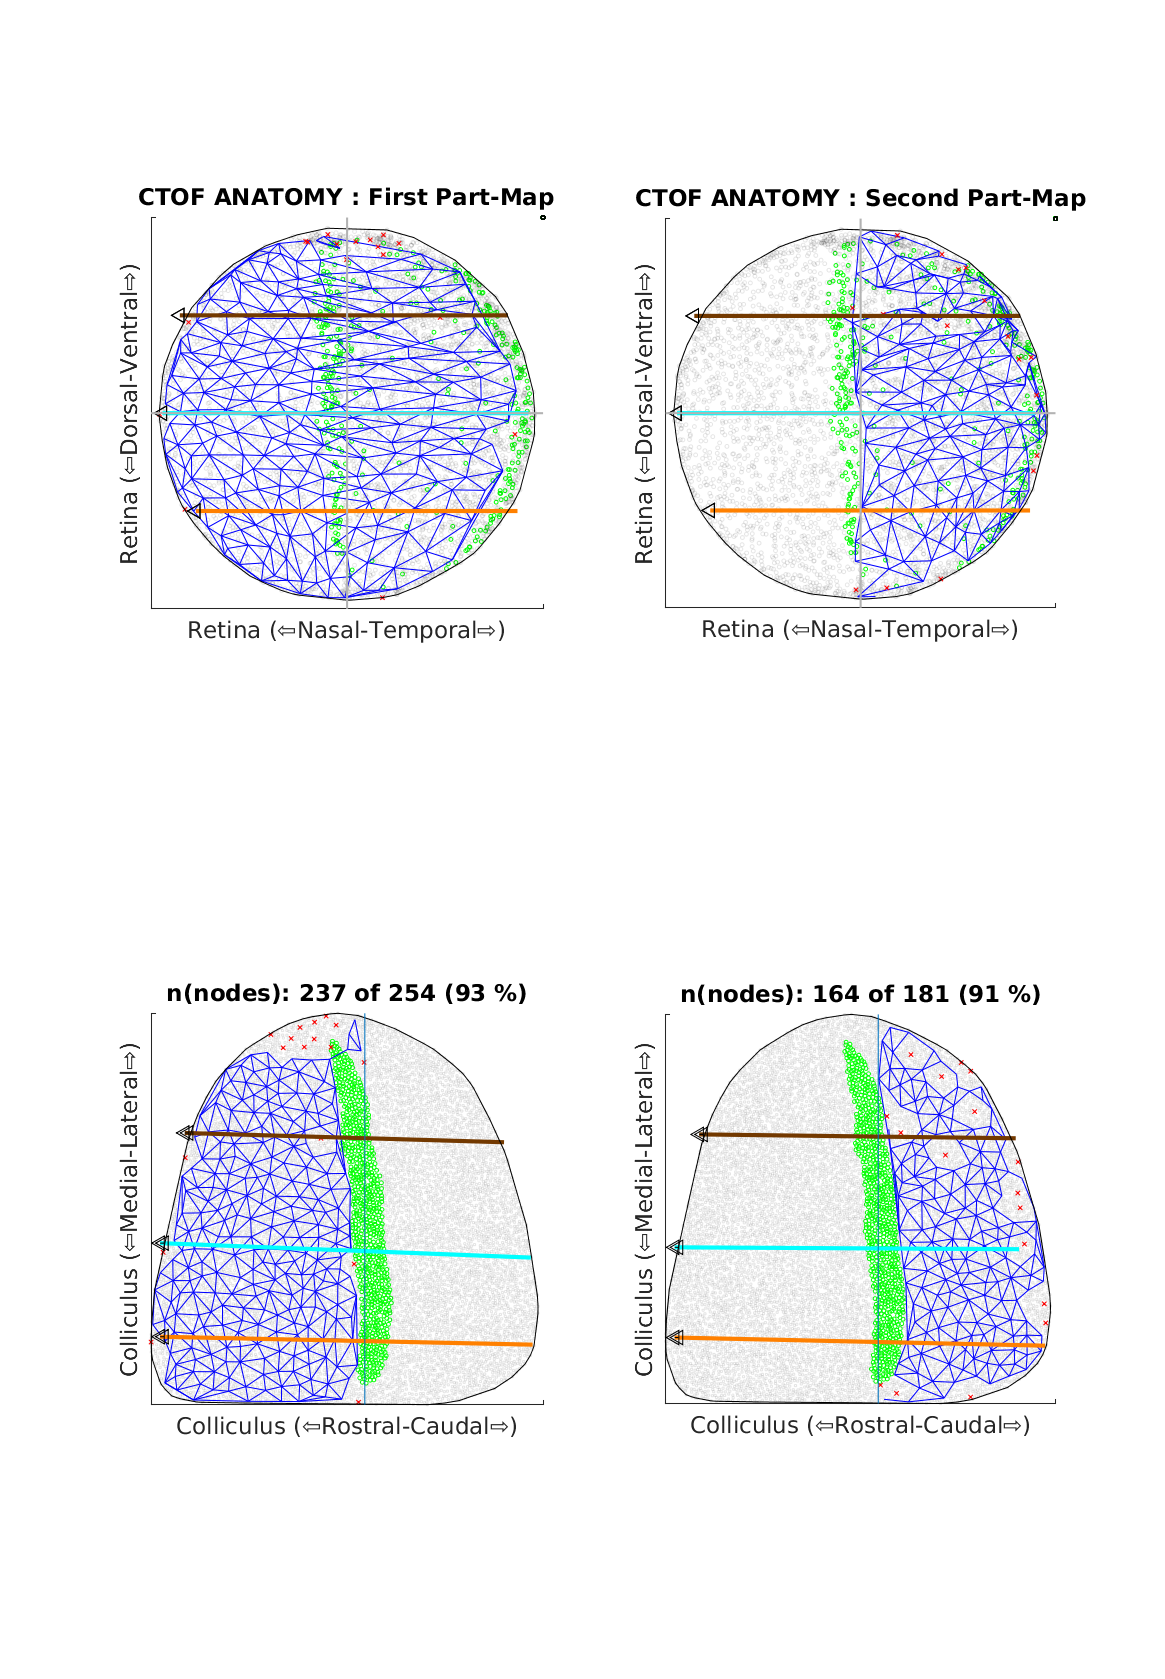 CTOF ANATOMY : First Part-Map
CTOF ANATOMY : Second Part-Map
Retina (⇦Dorsal-Ventral⇨)
Retina (⇦Nasal-Temporal⇨)
Retina (⇦Dorsal-Ventral⇨)
Retina (⇦Nasal-Temporal⇨)
n(nodes): 237 of 254 (93 %)
n(nodes): 164 of 181 (91 %)
Colliculus (⇦Medial-Lateral⇨)
Colliculus (⇦Rostral-Caudal⇨)
Colliculus (⇦Medial-Lateral⇨)
Colliculus (⇦Rostral-Caudal⇨)